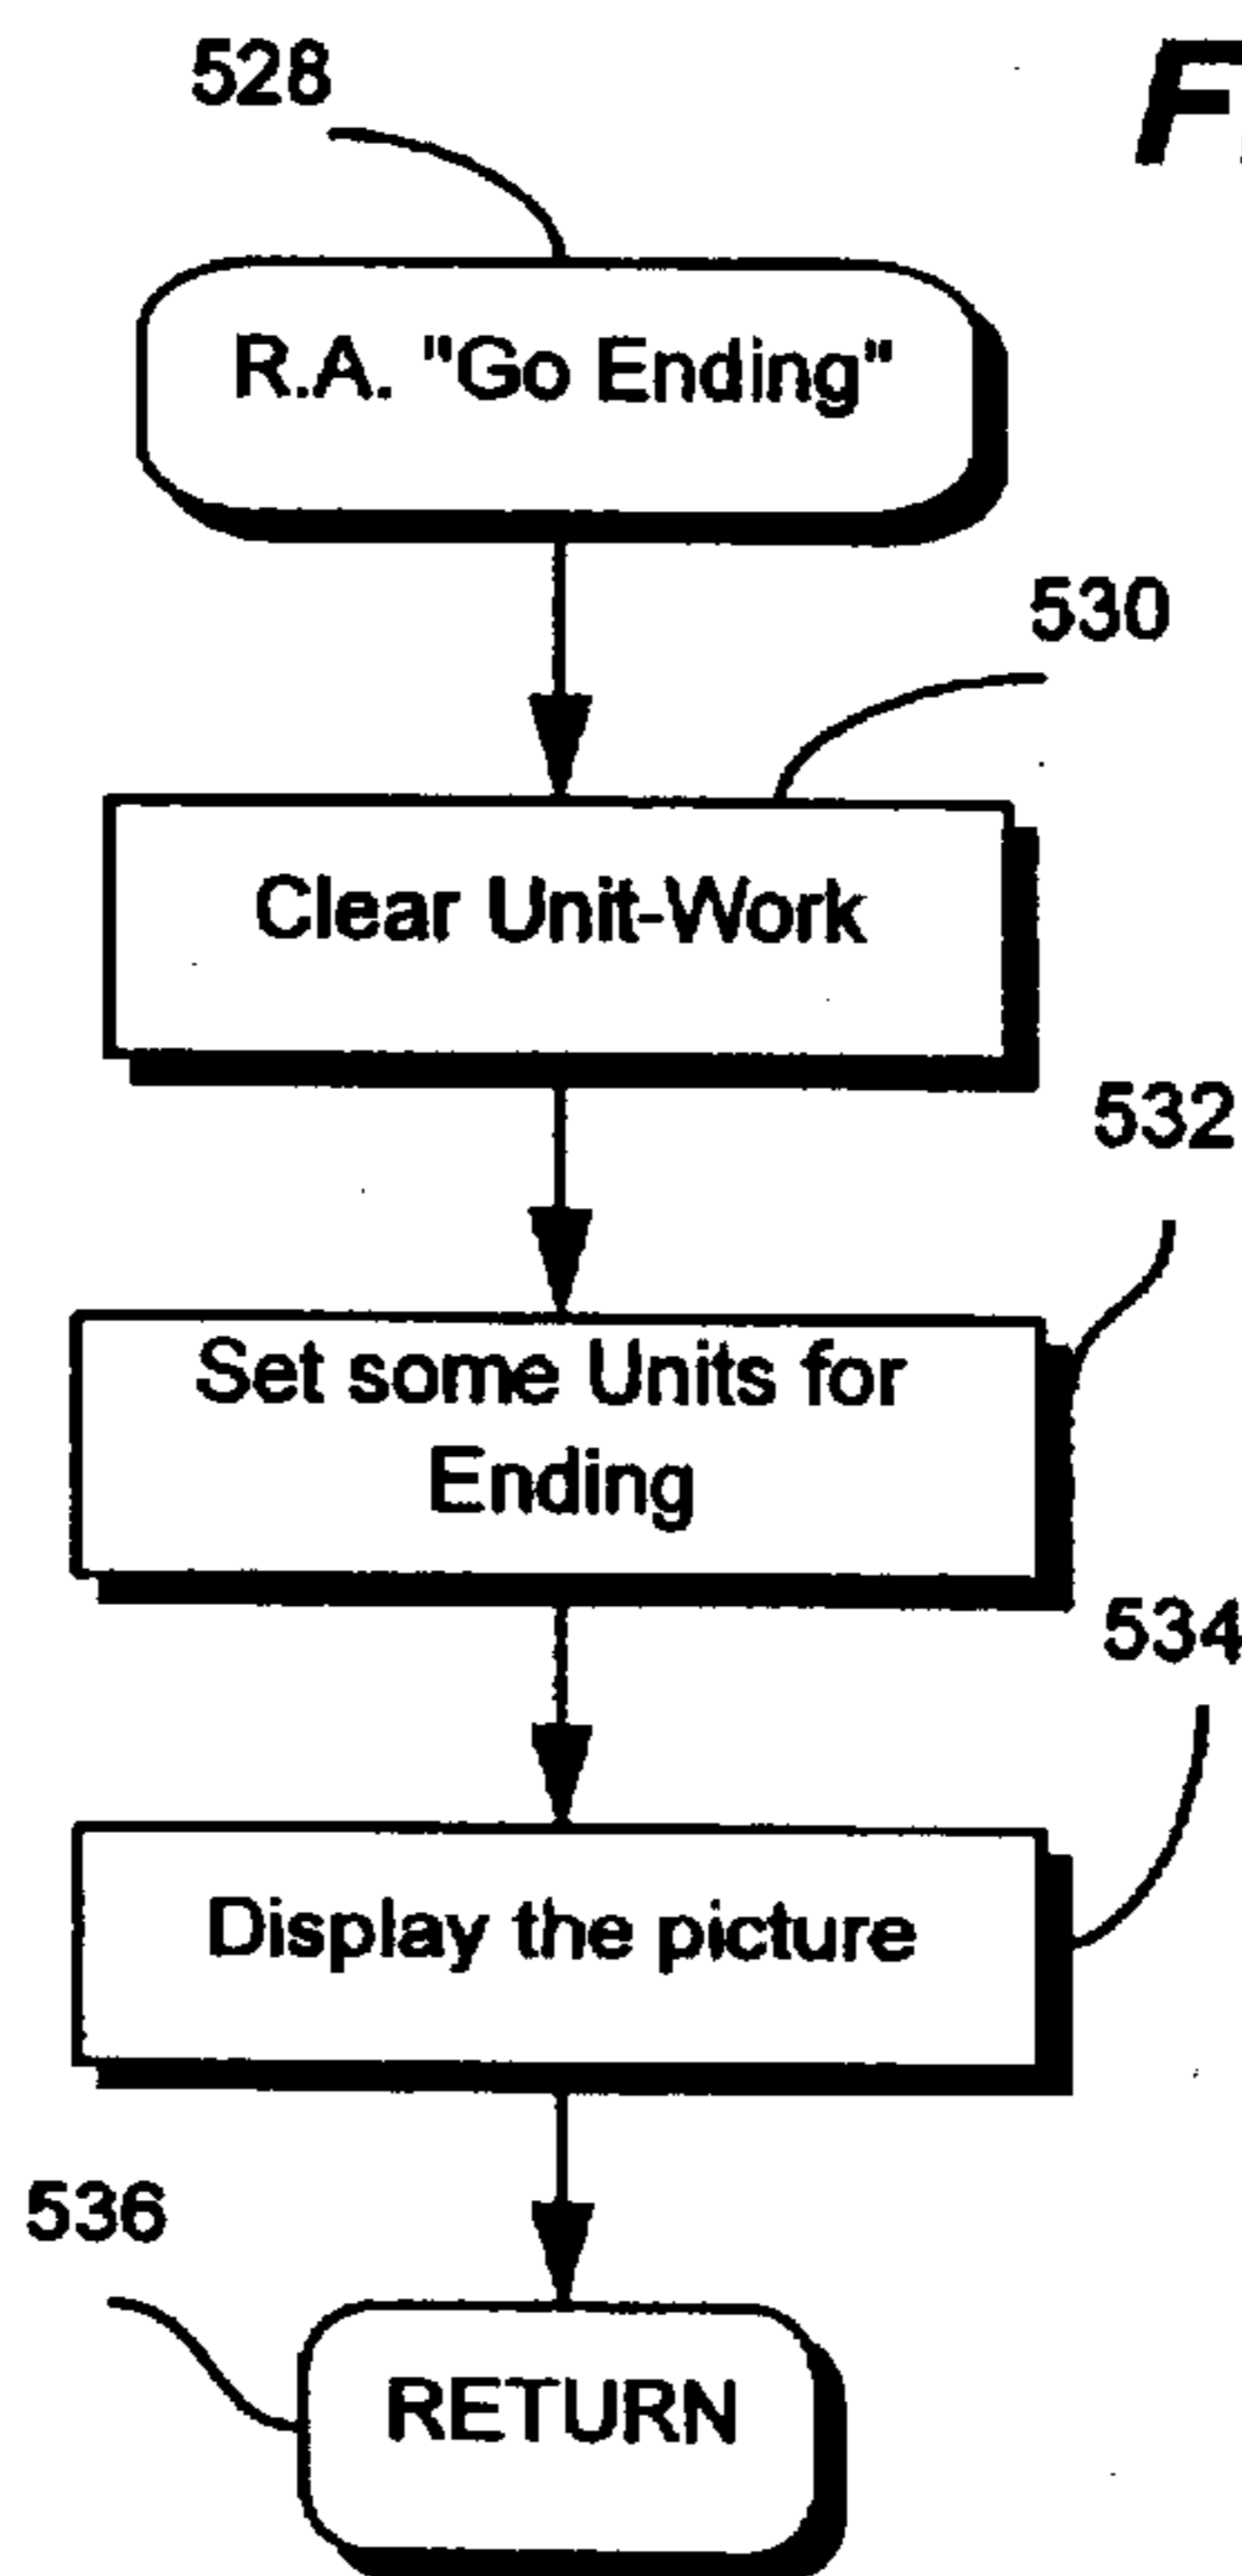 528
R.A. "Go Ending"
530
Clear Unit-Work
532
Set some Units for
Ending
534
Display the picture
536
RETURN